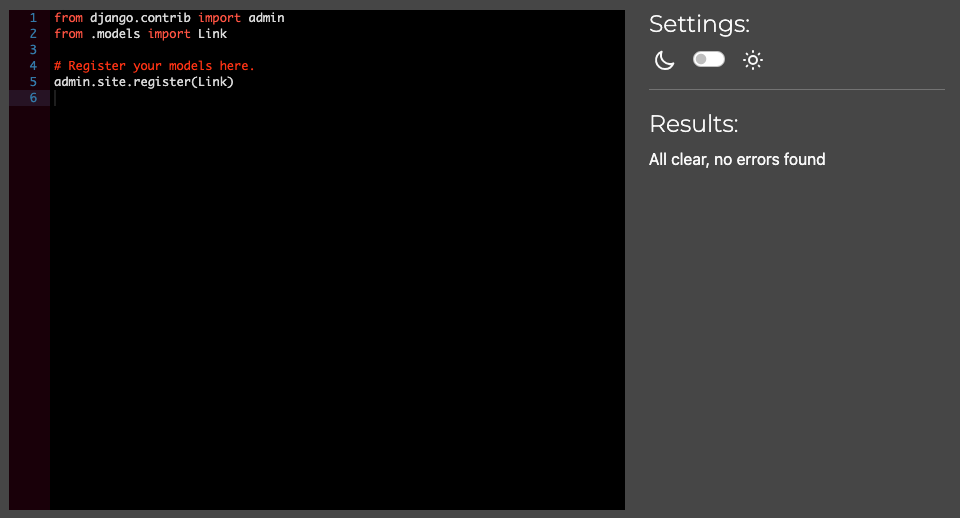 1 from django.contrib import admin
2 from .models import Link
3
4 # Register your models here.
5 admin.site.register(Link)
6
Settings:
Results:
All clear, no errors found